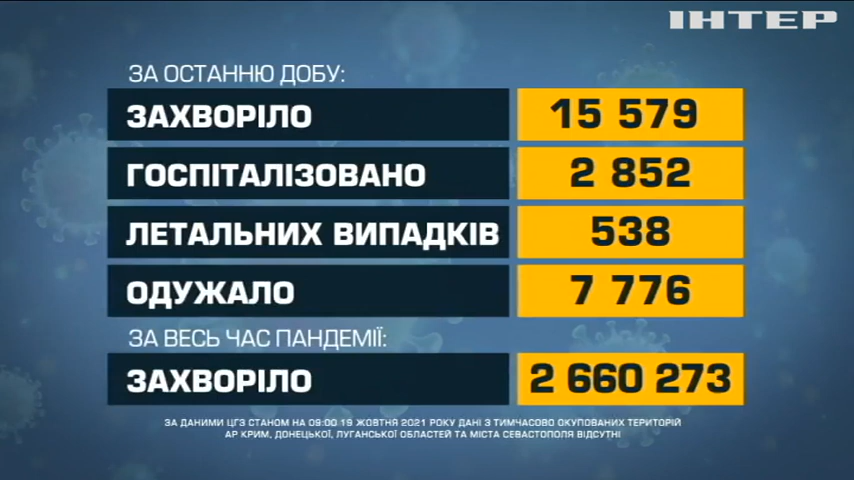 ІНТЕР
ЗА ОСТАННЮ ДОБУ:
ЗАХВОРІЛО 15 579
ГОСПІТАЛІЗОВАНО 2 852
ЛЕТАЛЬНИХ ВИПАДКІВ 538
ОДУЖАЛО 7 776
ЗА ВЕСЬ ЧАС ПАНДЕМІЇ:
ЗАХВОРІЛО 2 660 273
ЗА ДАНИМИ ЦГЗ СТАНОМ НА 09:00 19 ЖОВТНЯ 2021 РОКУ ДАНІ З ТИМЧАСОВО ОКУПОВАНИХ ТЕРИТОРІЙ
АР КРИМ, ДОНЕЦЬКОЇ, ЛУГАНСЬКОЇ ОБЛАСТЕЙ ТА МІСТА СЕВАСТОПОЛЯ ВІДСУТНІ